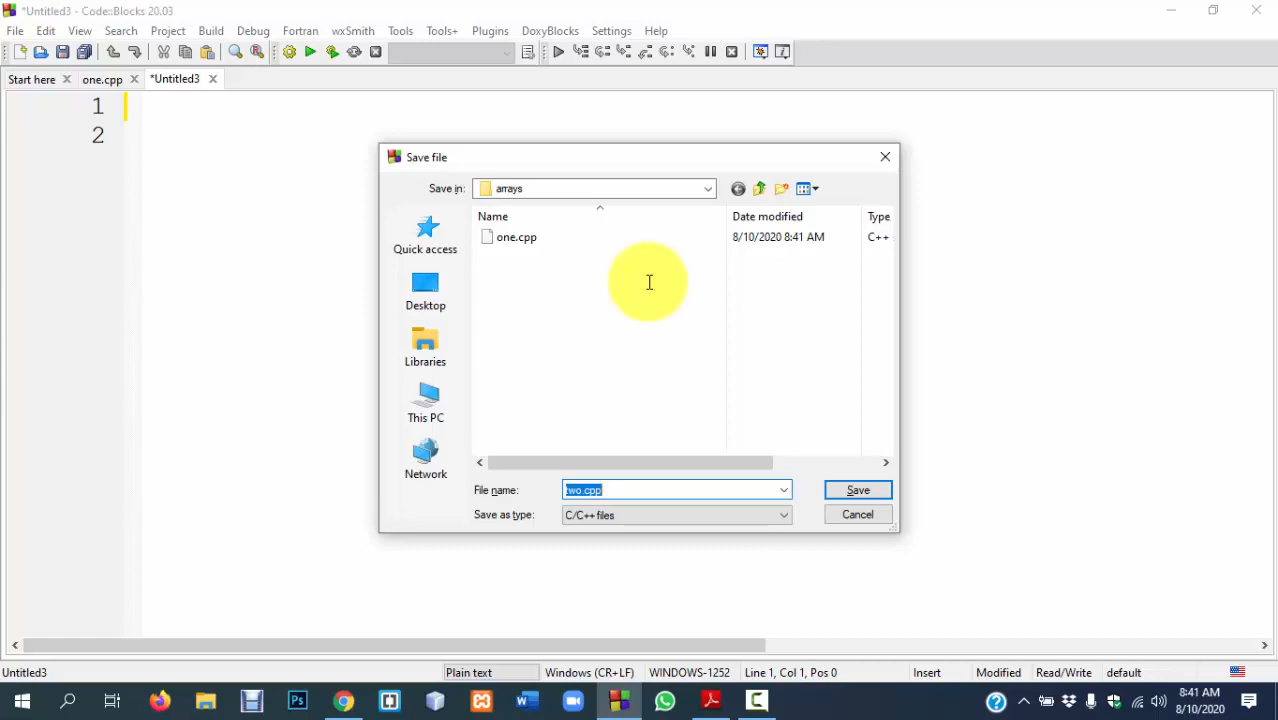 *Untitled3 - Code::Blocks 20.03
File Edit View Search Project Build Debug Fortran wxSmith Tools Tools+ Plugins DoxyBlocks Settings Help
Start here one.cpp *Untitled3
1
2
Save file
Save in: arrays
Name Date modified Type
one.cpp 8/10/2020 8:41 AM C++
Quick access
Desktop
Libraries
This PC
Network
File name: two.cpp Save
Save as type: C/C++ files Cancel
Untitled3 Plain text Windows (CR+LF) WINDOWS-1252 Line 1, Col 1, Pos 0 Insert Modified Read/Write default
8:41 AM
8/10/2020